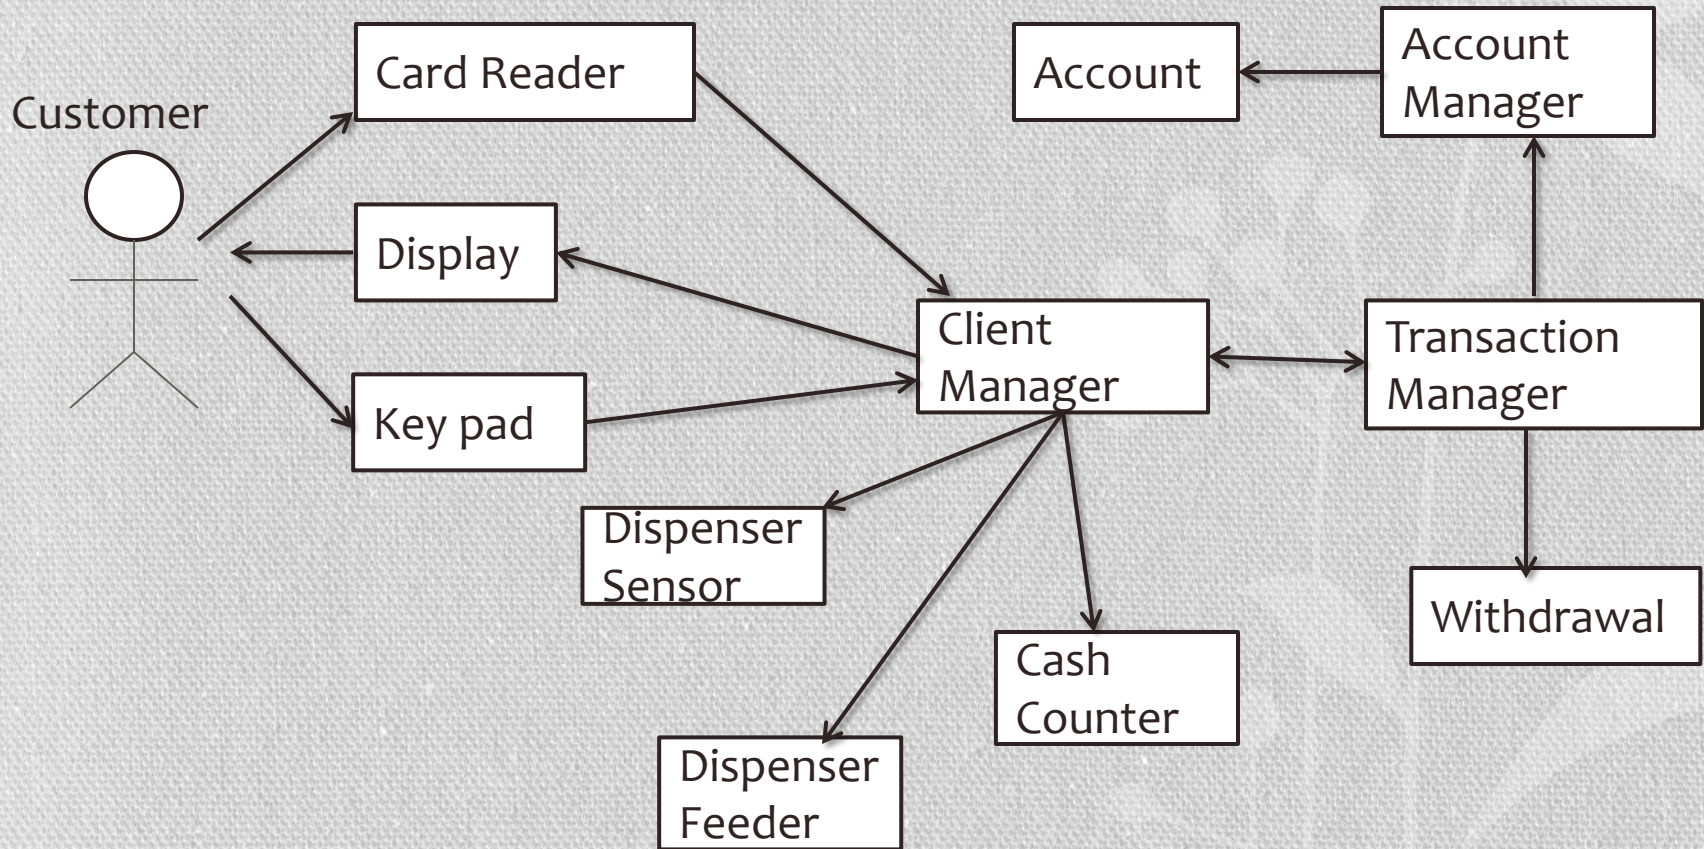 Customer
Card Reader
Account
Account
Manager
Display
Client
Manager
Transaction
Manager
Key pad
Dispenser
Sensor
Cash
Counter
Withdrawal
Dispenser
Feeder